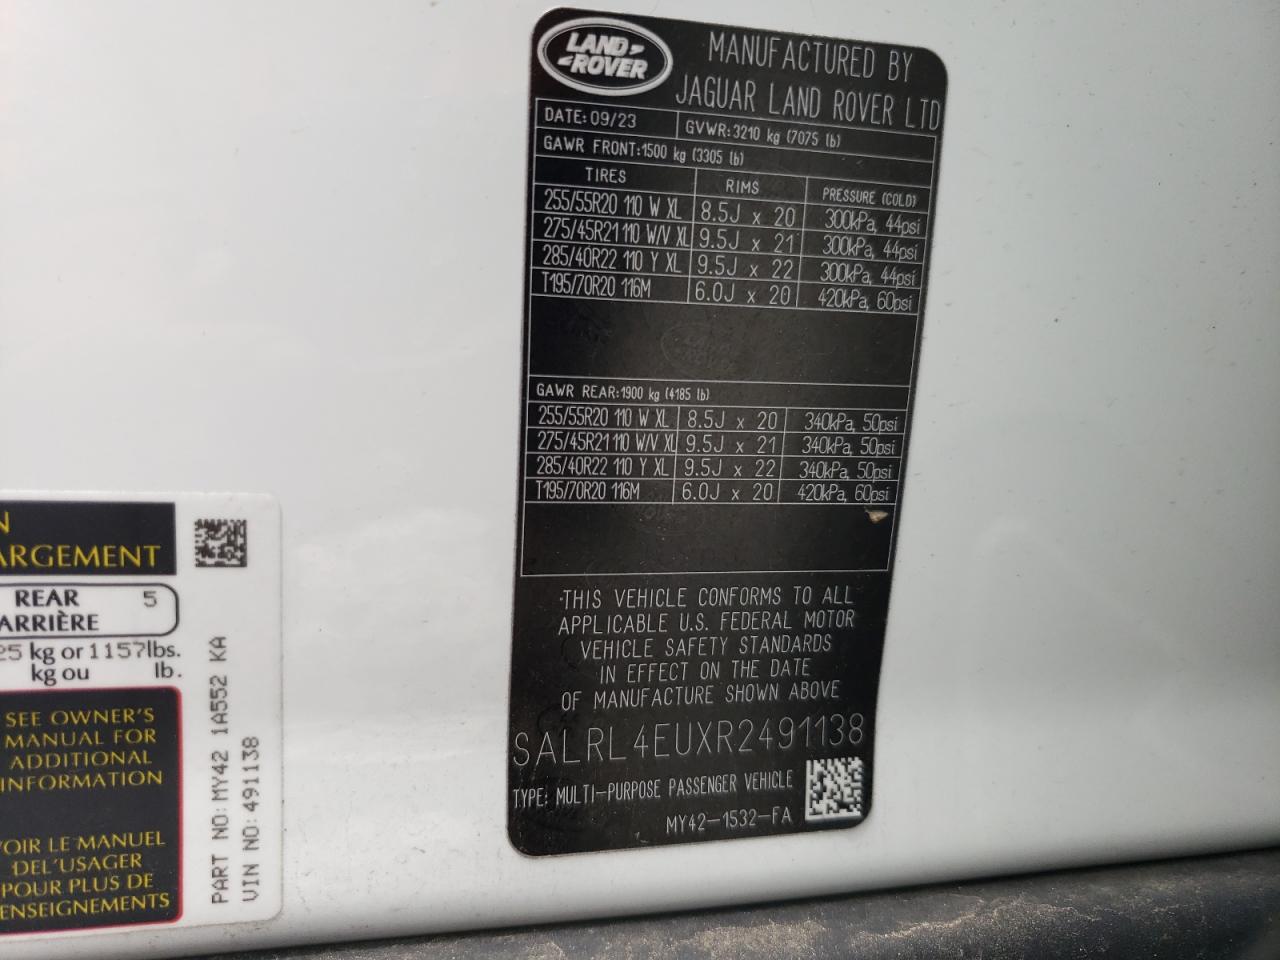 LAND ROVER
MANUFACTURED BY
JAGUAR LAND ROVER LTD
DATE: 09/23 GVWR: 3210 kg (7075 lb)
GAWR FRONT: 1500 kg (3305 lb)
TIRES RIMS PRESSURE (COLD)
255/55R20 110 W XL 8.5J x 20 300kPa, 44psi
275/45R21 110 W/V XL 9.5J x 21 300kPa, 44psi
285/40R22 110 Y XL 9.5J x 22 300kPa, 44psi
T195/70R20 116M 6.0J x 20 420kPa, 60psi
GAWR REAR: 1900 kg (4185 lb)
255/55R20 110 W XL 8.5J x 20 340kPa, 50psi
275/45R21 110 W/V XL 9.5J x 21 340kPa, 50psi
285/40R22 110 Y XL 9.5J x 22 340kPa, 50psi
T195/70R20 116M 6.0J x 20 420kPa, 60psi
THIS VEHICLE CONFORMS TO ALL
APPLICABLE U.S. FEDERAL MOTOR
VEHICLE SAFETY STANDARDS
IN EFFECT ON THE DATE
OF MANUFACTURE SHOWN ABOVE
SALRL4EUXR2491138
TYPE: MULTI-PURPOSE PASSENGER VEHICLE
MY42-1532-FA
N
ARGEMENT
REAR 5
ARRIÈRE
25 kg or 1157lbs.
kg ou lb.
SEE OWNER'S
MANUAL FOR
ADDITIONAL
INFORMATION
VOIR LE MANUEL
DEL'USAGER
POUR PLUS DE
ENSEIGNEMENTS
PART NO: MY42 1A552 KA
VIN NO: 491138